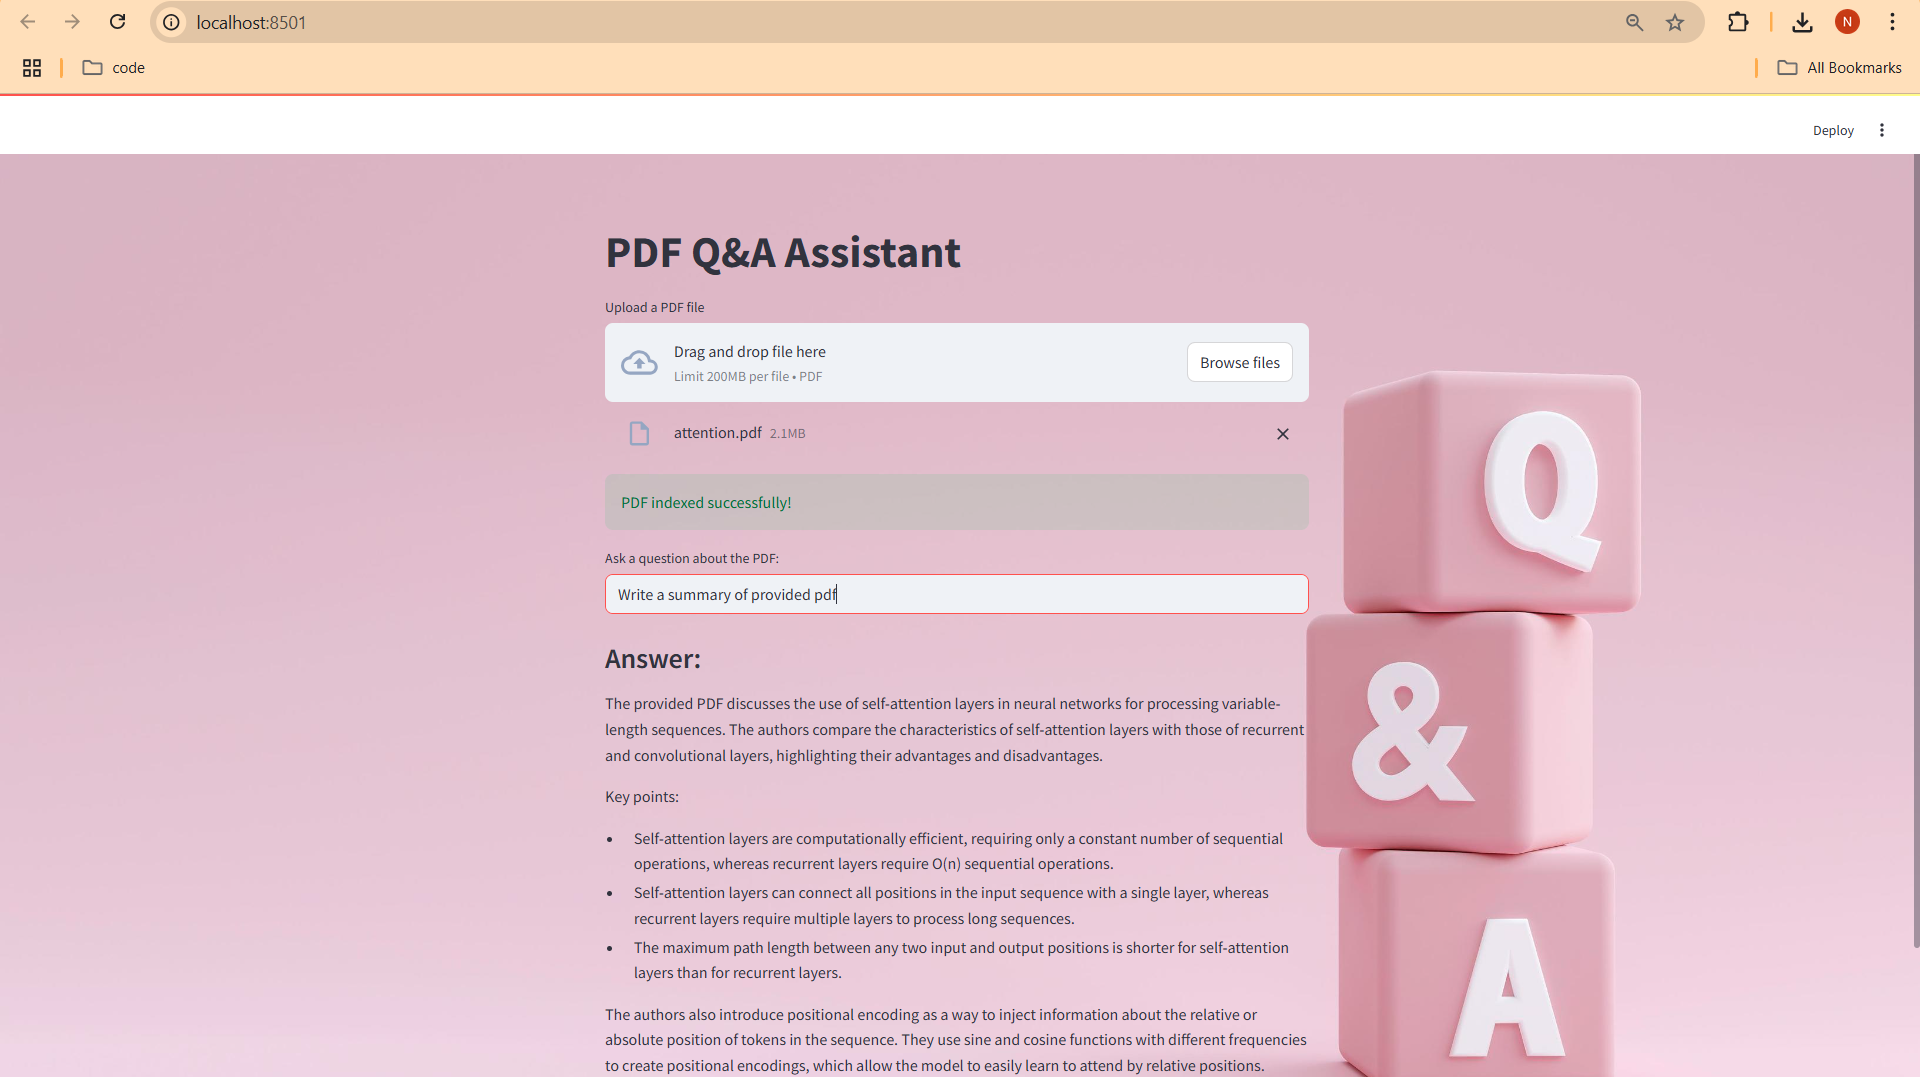 localhost:8501
N
code
All Bookmarks
Deploy
PDF Q&A Assistant
Upload a PDF file
Drag and drop file here
Limit 200MB per file • PDF
Browse files
attention.pdf 2.1MB
PDF indexed successfully!
Ask a question about the PDF:
Write a summary of provided pdf
Answer:
The provided PDF discusses the use of self-attention layers in neural networks for processing variable-
length sequences. The authors compare the characteristics of self-attention layers with those of recurrent
and convolutional layers, highlighting their advantages and disadvantages.
Key points:
• Self-attention layers are computationally efficient, requiring only a constant number of sequential
operations, whereas recurrent layers require O(n) sequential operations.
• Self-attention layers can connect all positions in the input sequence with a single layer, whereas
recurrent layers require multiple layers to process long sequences.
• The maximum path length between any two input and output positions is shorter for self-attention
layers than for recurrent layers.
The authors also introduce positional encoding as a way to inject information about the relative or
absolute position of tokens in the sequence. They use sine and cosine functions with different frequencies
to create positional encodings, which allow the model to easily learn to attend by relative positions.
Q
&
A